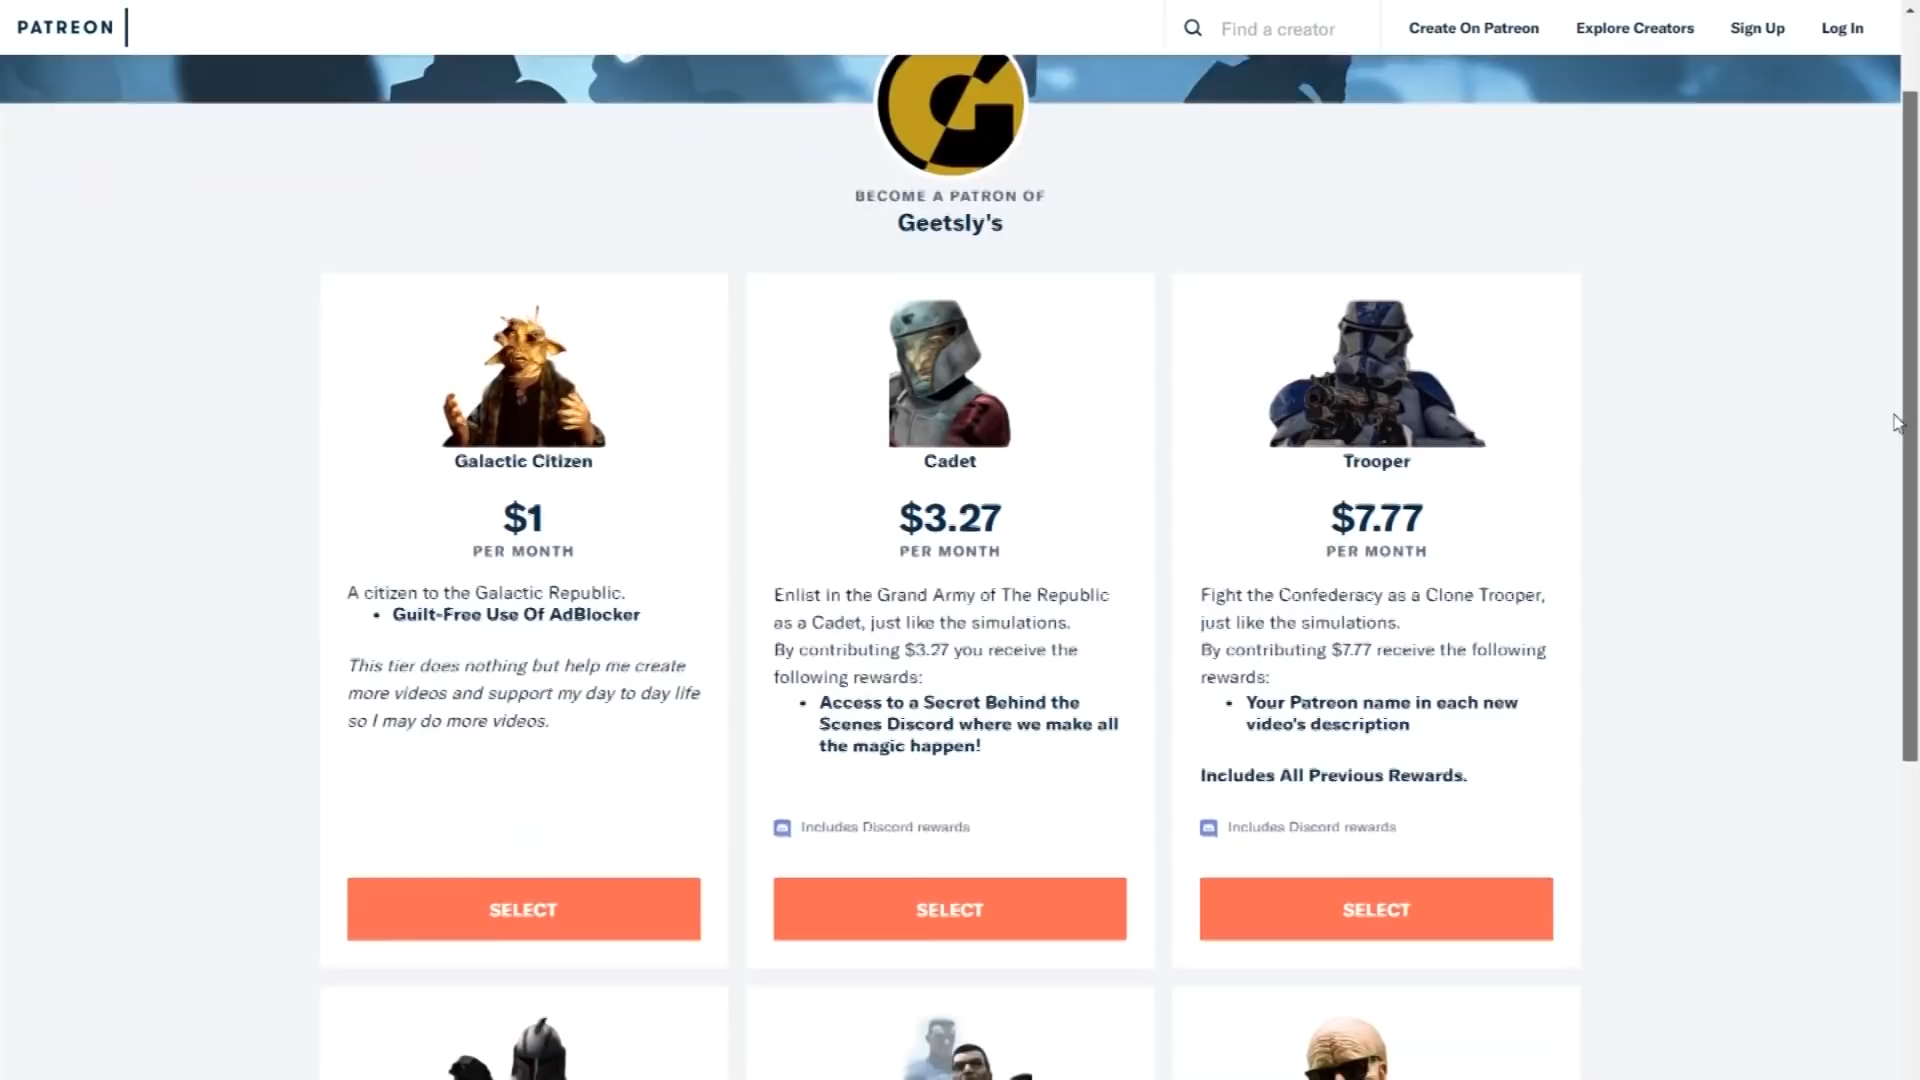 PATREON
Find a creator
Create On Patreon
Explore Creators
Sign Up
Log In
G
BECOME A PATRON OF
Geetsly's
Galactic Citizen
$1
PER MONTH
A citizen to the Galactic Republic.
• Guilt-Free Use Of AdBlocker
This tier does nothing but help me create
more videos and support my day to day life
so I may do more videos.
SELECT
Cadet
$3.27
PER MONTH
Enlist in the Grand Army of The Republic
as a Cadet, just like the simulations.
By contributing $3.27 you receive the
following rewards:
• Access to a Secret Behind the
Scenes Discord where we make all
the magic happen!
Includes Discord rewards
SELECT
Trooper
$7.77
PER MONTH
Fight the Confederacy as a Clone Trooper,
just like the simulations.
By contributing $7.77 receive the following
rewards:
• Your Patreon name in each new
video's description
Includes All Previous Rewards.
Includes Discord rewards
SELECT